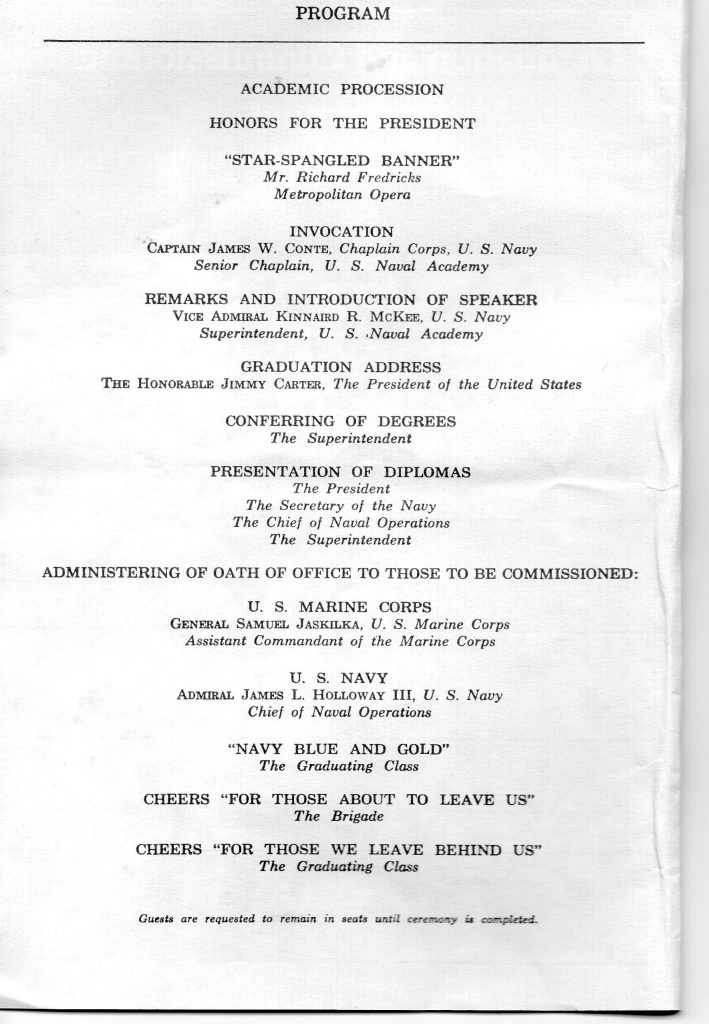 PROGRAM
ACADEMIC PROCESSION
HONORS FOR THE PRESIDENT
"STAR-SPANGLED BANNER"
Mr. Richard Fredricks
Metropolitan Opera
INVOCATION
CAPTAIN JAMES W. CONTE, Chaplain Corps, U. S. Navy
Senior Chaplain, U. S. Naval Academy
REMARKS AND INTRODUCTION OF SPEAKER
VICE ADMIRAL KINNAIRD R. MCKEE, U. S. Navy
Superintendent, U. S. Naval Academy
GRADUATION ADDRESS
THE HONORABLE JIMMY CARTER, The President of the United States
CONFERRING OF DEGREES
The Superintendent
PRESENTATION OF DIPLOMAS
The President
The Secretary of the Navy
The Chief of Naval Operations
The Superintendent
ADMINISTERING OF OATH OF OFFICE TO THOSE TO BE COMMISSIONED:
U. S. MARINE CORPS
GENERAL SAMUEL JASKILKA, U. S. Marine Corps
Assistant Commandant of the Marine Corps
U. S. NAVY
ADMIRAL JAMES L. HOLLOWAY III, U. S. Navy
Chief of Naval Operations
"NAVY BLUE AND GOLD"
The Graduating Class
CHEERS "FOR THOSE ABOUT TO LEAVE US"
The Brigade
CHEERS "FOR THOSE WE LEAVE BEHIND US"
The Graduating Class
Guests are requested to remain in seats until ceremony is completed.